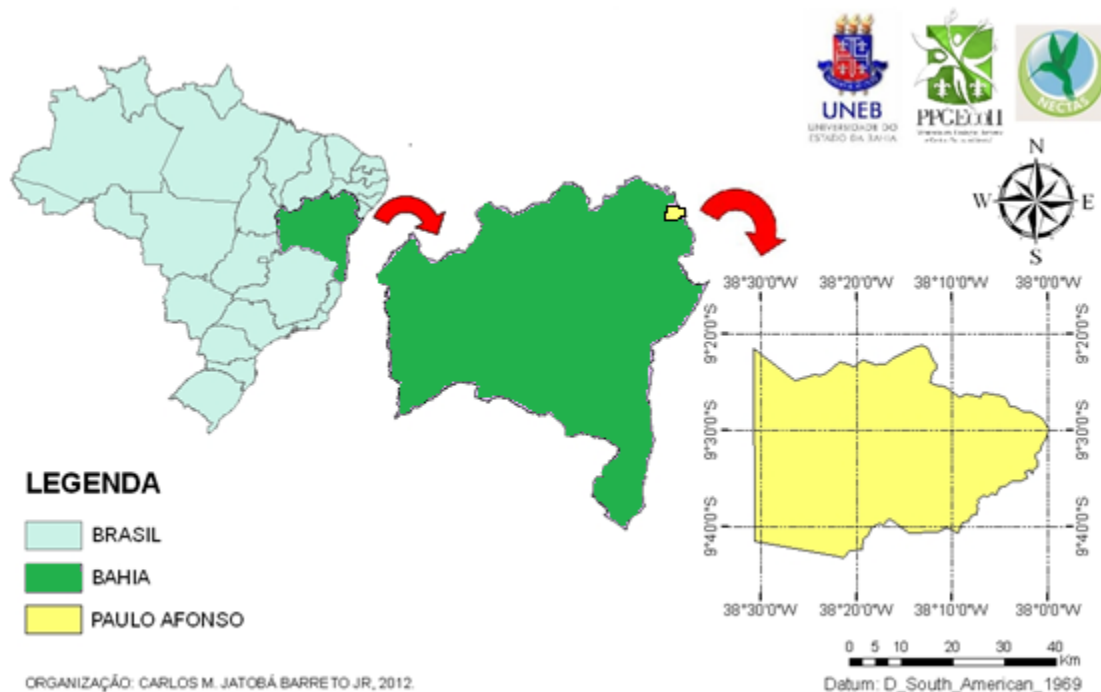 UNEB
UNIVERSIDADE DO
ESTADO DA BAHIA
PPGEcoH
NECTAS
N
W
E
S
38°30'0"W
38°20'0"W
38°10'0"W
38°0'0"W
9°20'0"S
9°20'0"S
9°30'0"S
9°30'0"S
9°40'0"S
9°40'0"S
38°30'0"W
38°20'0"W
38°10'0"W
38°0'0"W
LEGENDA
BRASIL
BAHIA
PAULO AFONSO
0 5 10 20 30 40
Km
ORGANIZAÇÃO: CARLOS M. JATOBÁ BARRETO JR, 2012.
Datum: D_South_American_1969